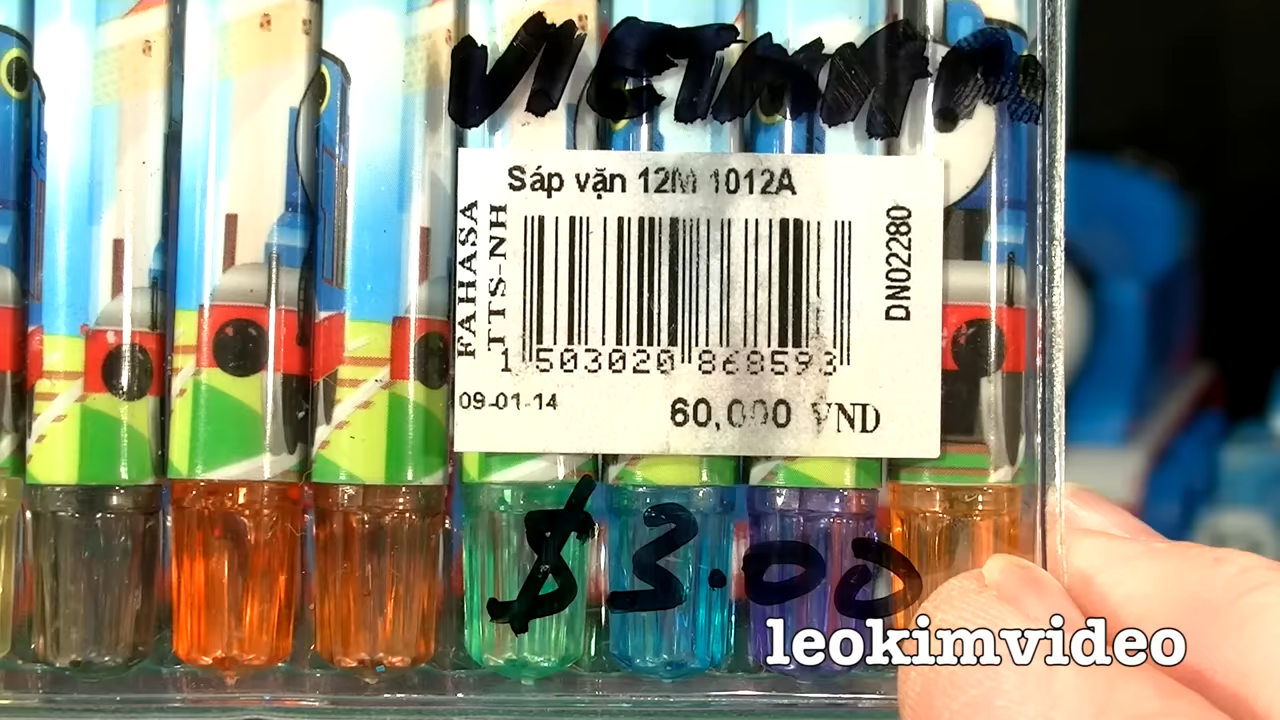 VIETNAM
Sáp vặn 12M 1012A
FAHASA
TTS-NH
DN02280
1 503020 868593
09-01-14
60,000 VND
$3.00
leokimvideo